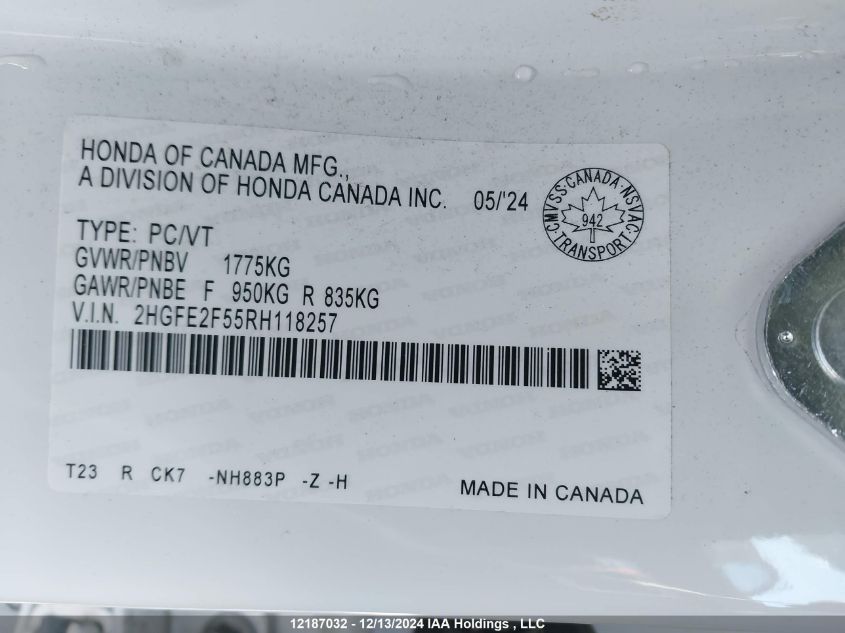 HONDA OF CANADA MFG.,
A DIVISION OF HONDA CANADA INC. 05/'24
CMVSS·CANADA·NSVAC
942
·TRANSPORT·
TYPE: PC/VT
GVWR/PNBV 1775KG
GAWR/PNBE F 950KG R 835KG
V.I.N. 2HGFE2F55RH118257
T23 R CK7 -NH883P -Z -H
MADE IN CANADA
12187032 - 12/13/2024 IAA Holdings , LLC